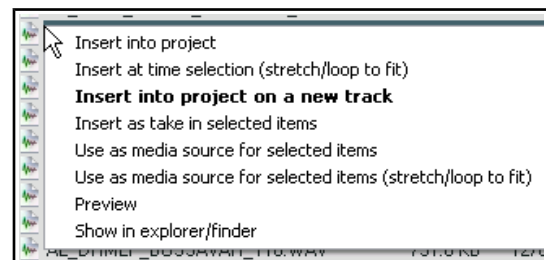 Insert into project
Insert at time selection (stretch/loop to fit)
Insert into project on a new track
Insert as take in selected items
Use as media source for selected items
Use as media source for selected items (stretch/loop to fit)
Preview
Show in explorer/finder